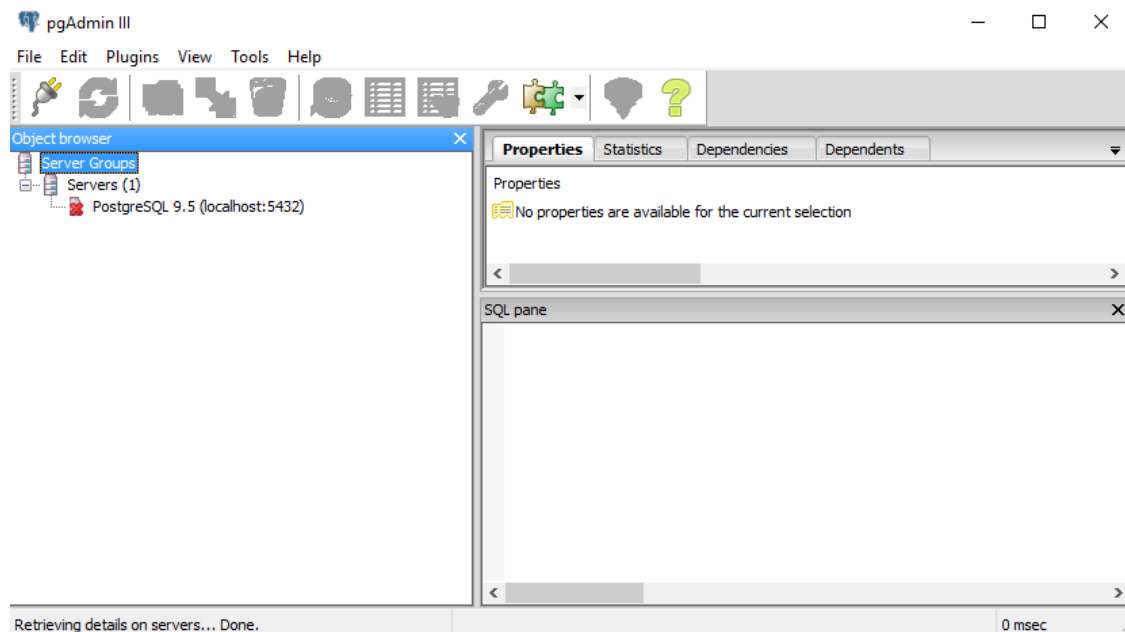 pgAdmin III
File Edit Plugins View Tools Help
Object browser
Server Groups
Servers (1)
PostgreSQL 9.5 (localhost:5432)
Properties Statistics Dependencies Dependents
Properties
No properties are available for the current selection
SQL pane
Retrieving details on servers... Done.
0 msec